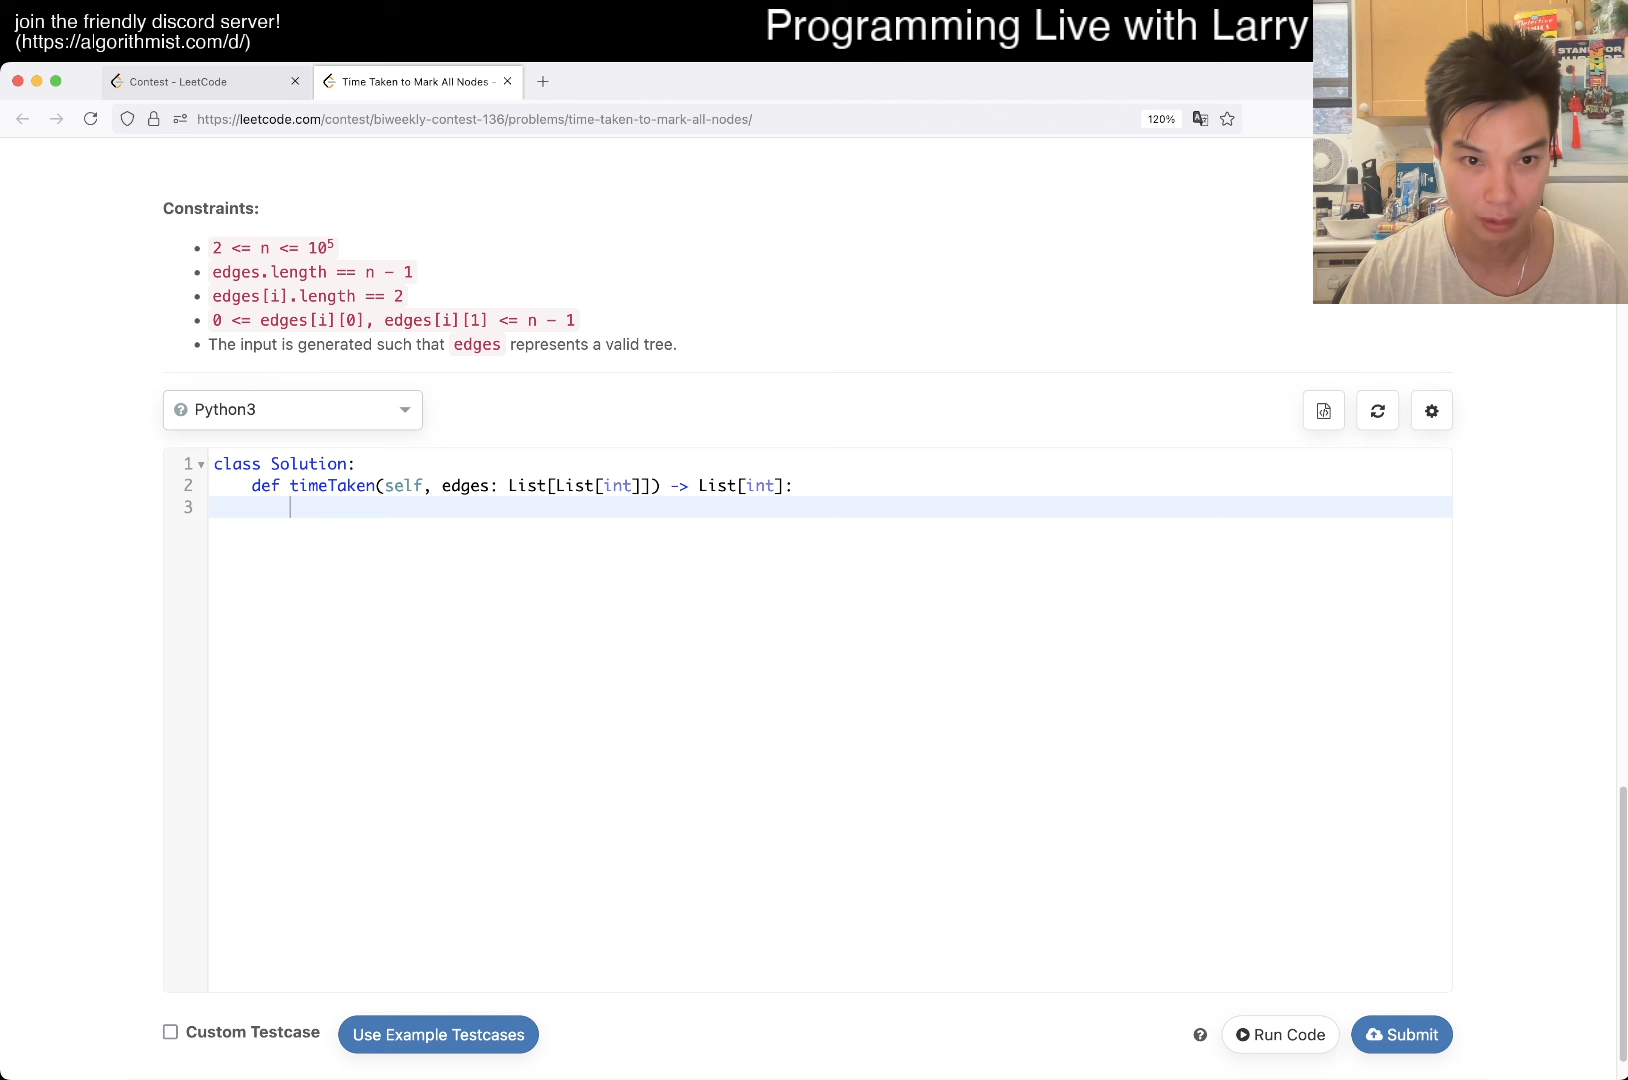 join the friendly discord server!
(https://algorithmist.com/d/)
Programming Live with Larry
Contest - LeetCode
Time Taken to Mark All Nodes -
https://leetcode.com/contest/biweekly-contest-136/problems/time-taken-to-mark-all-nodes/
120%
Constraints:
2 <= n <= 10⁵
edges.length == n - 1
edges[i].length == 2
0 <= edges[i][0], edges[i][1] <= n - 1
The input is generated such that edges represents a valid tree.
Python3
1 class Solution:
2 def timeTaken(self, edges: List[List[int]]) -> List[int]:
3
Custom Testcase
Use Example Testcases
Run Code
Submit